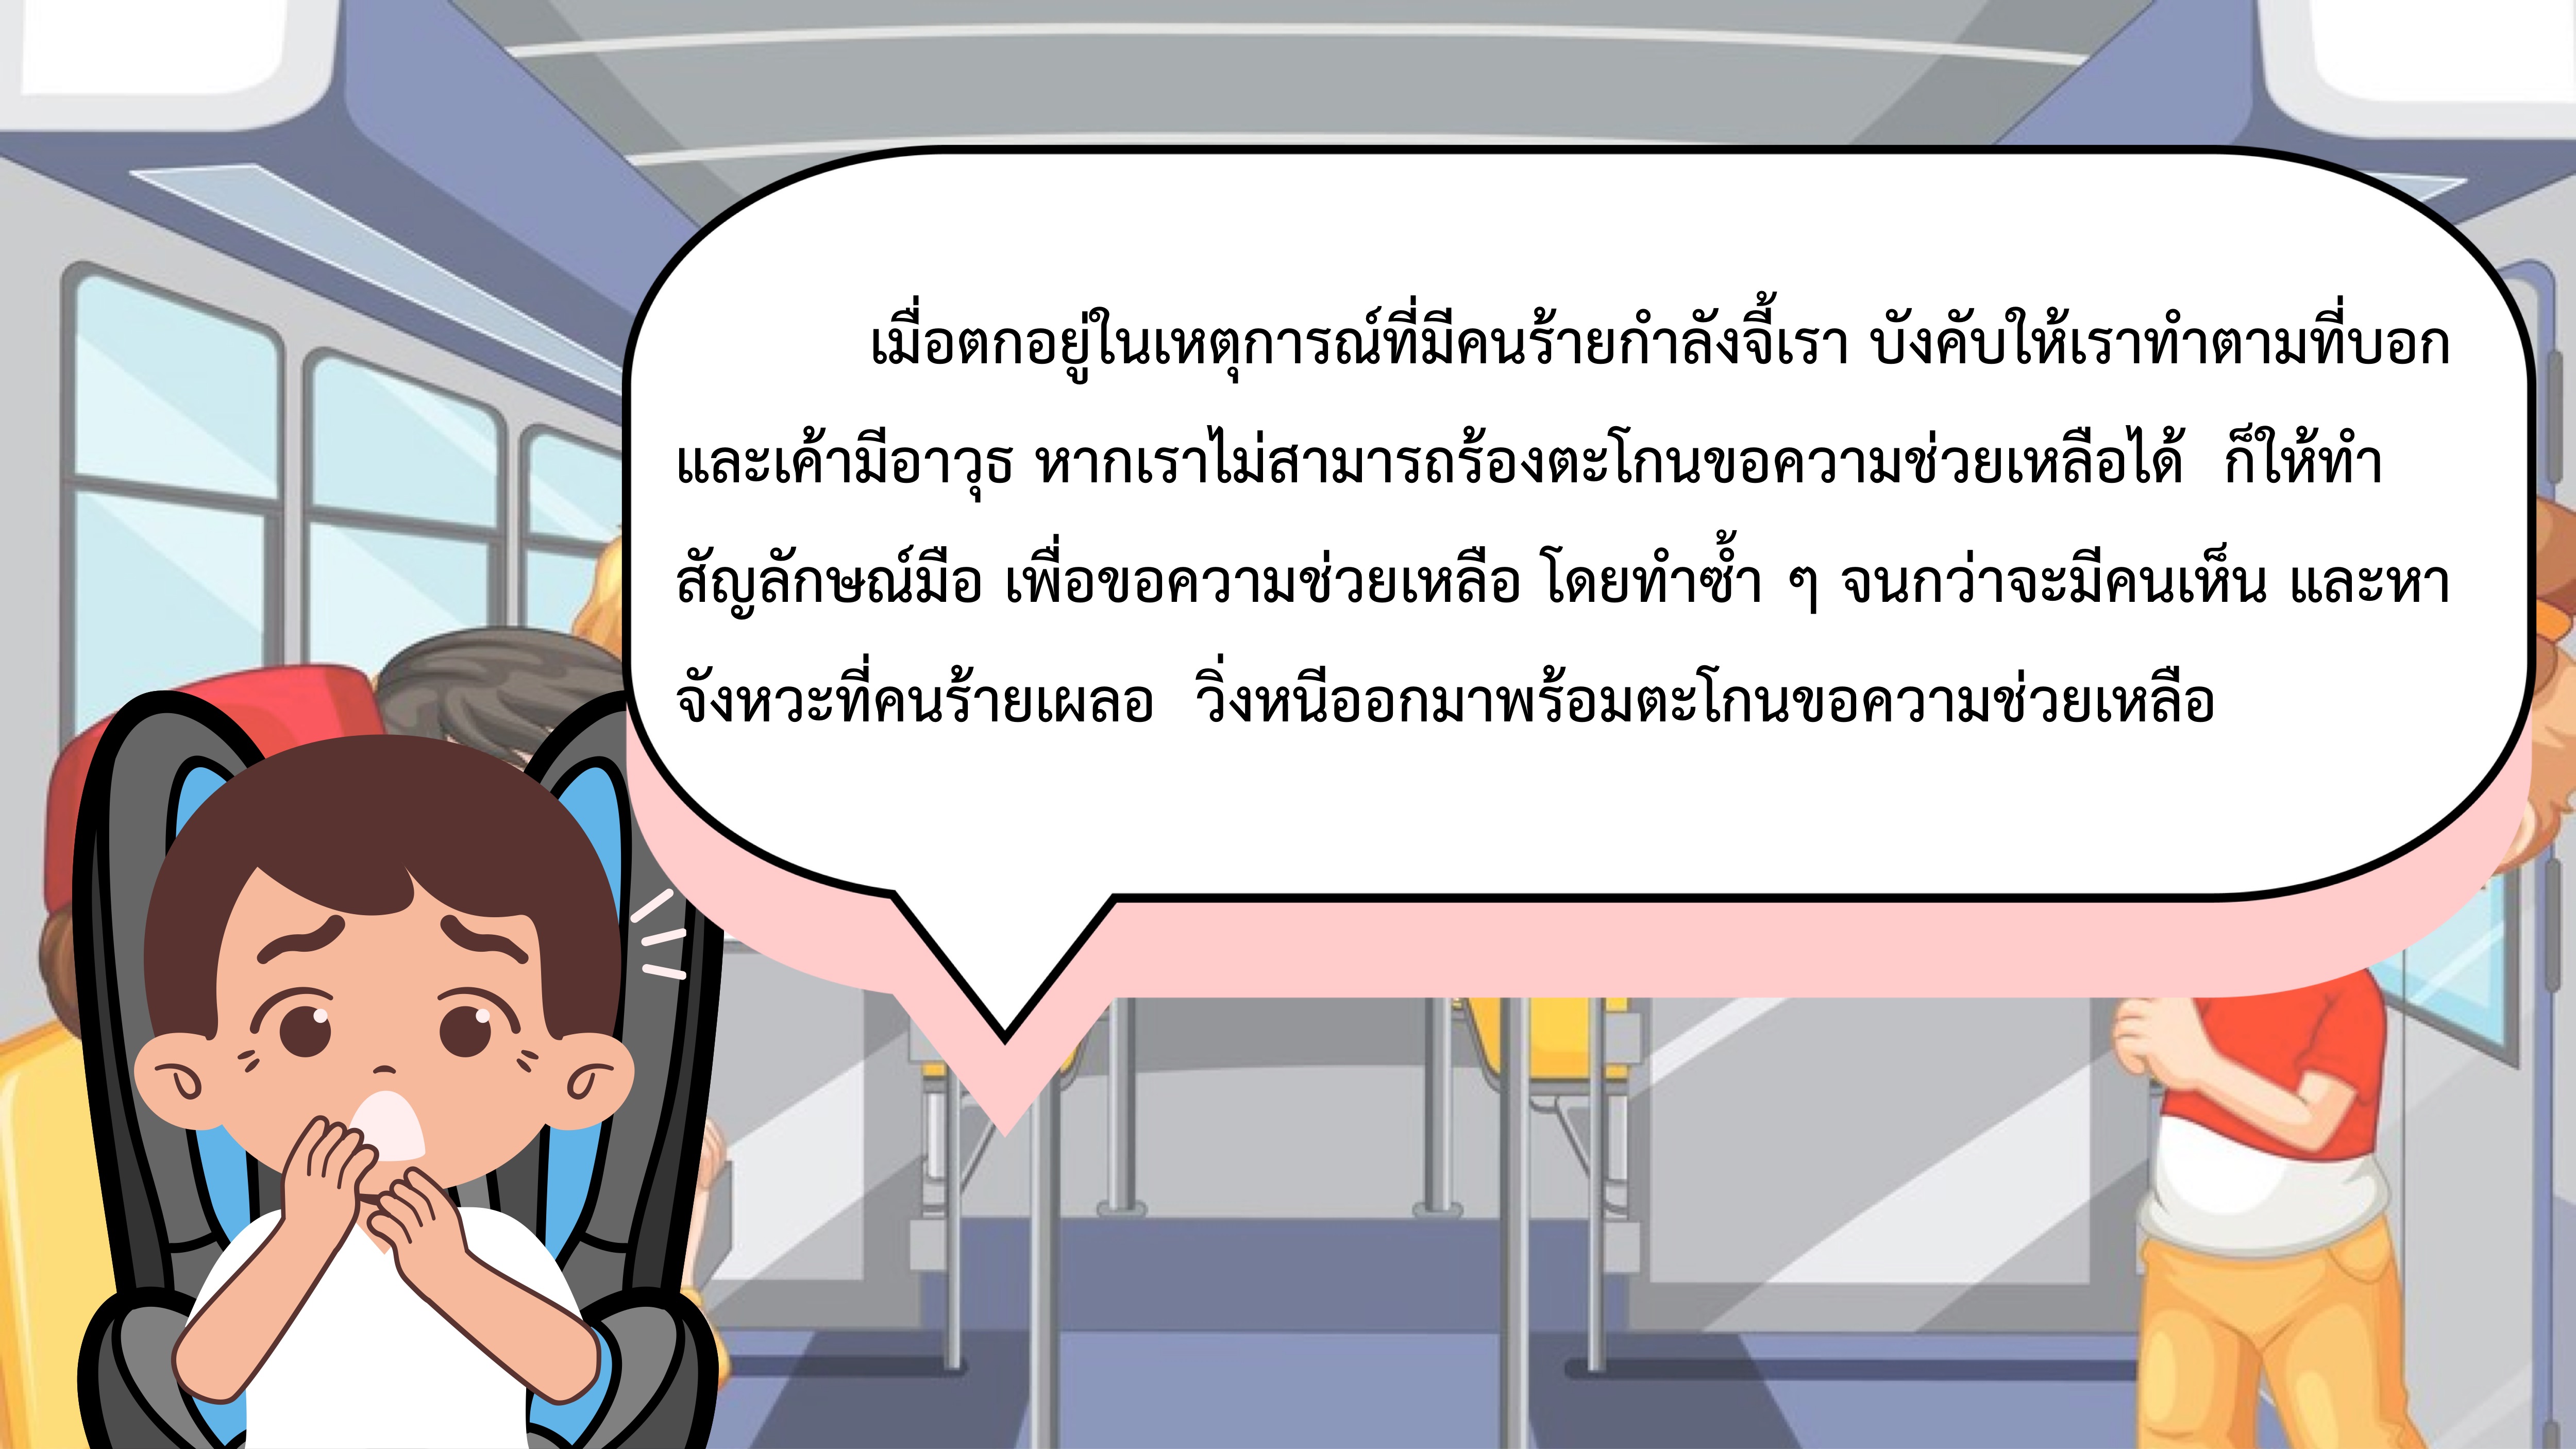 เมื่อตกอยู่ในเหตุการณ์ที่มีคนร้ายกำลังจี้เรา บังคับให้เราทำตามที่บอก
และเค้ามีอาวุธ หากเราไม่สามารถร้องตะโกนขอความช่วยเหลือได้ ก็ให้ทำ
สัญลักษณ์มือ เพื่อขอความช่วยเหลือ โดยทำซ้ำ ๆ จนกว่าจะมีคนเห็น และหา
จังหวะที่คนร้ายเผลอ วิ่งหนีออกมาพร้อมตะโกนขอความช่วยเหลือ